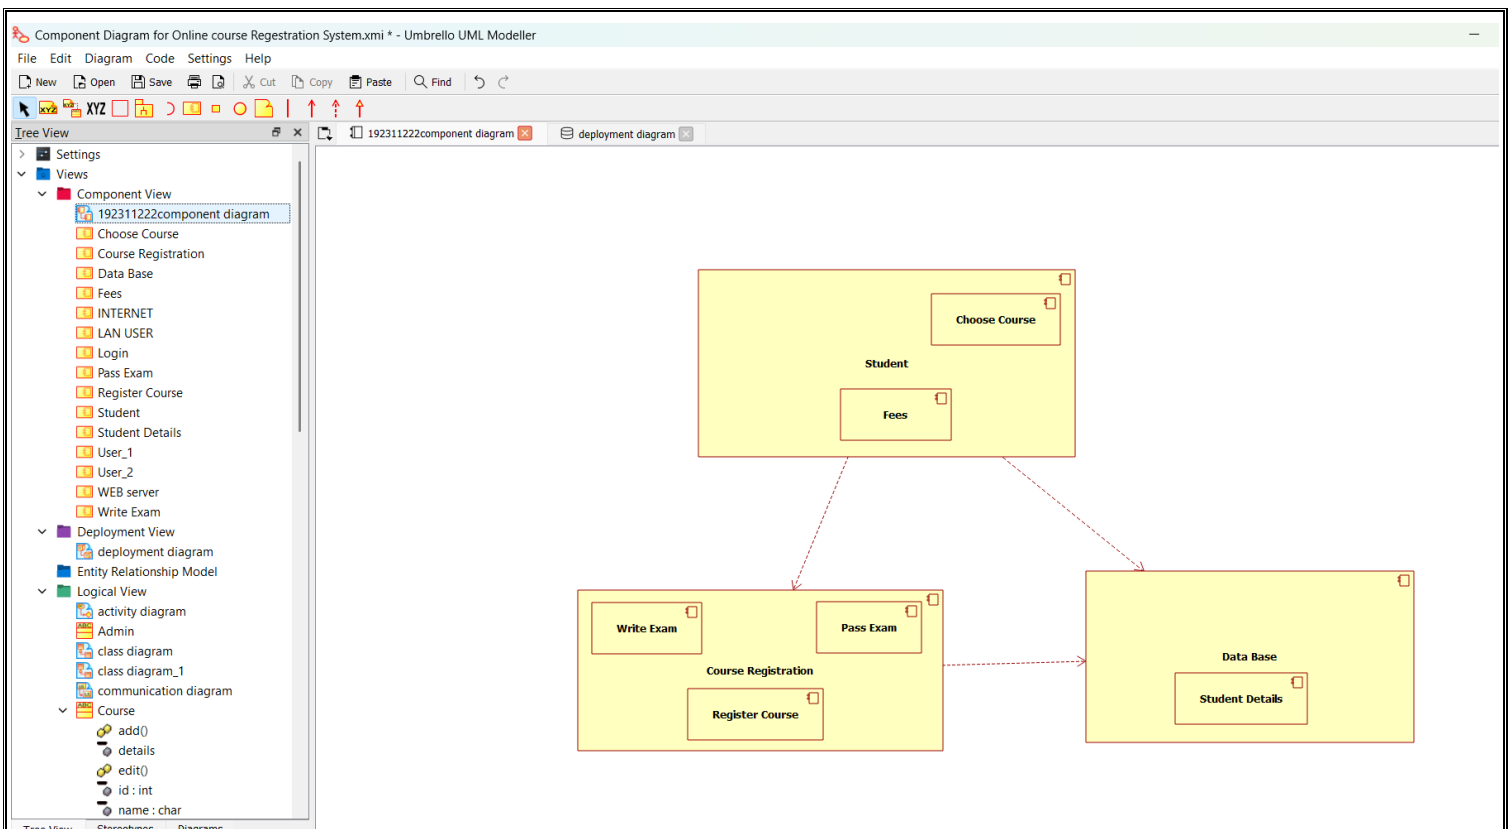 Component Diagram for Online course Regestration System.xmi * - Umbrello UML Modeller
File Edit Diagram Code Settings Help
New Open Save Cut Copy Paste Find
XYZ XYZ
Tree View
192311222component diagram
deployment diagram
Settings
Views
Component View
192311222component diagram
Choose Course
Course Registration
Data Base
Fees
INTERNET
LAN USER
Login
Pass Exam
Register Course
Student
Student Details
User_1
User_2
WEB server
Write Exam
Deployment View
deployment diagram
Entity Relationship Model
Logical View
activity diagram
Admin
class diagram
class diagram_1
communication diagram
Course
add()
details
edit()
id : int
name : char
Tree View Stereotypes Diagrams
Choose Course
Student
Fees
Write Exam
Pass Exam
Course Registration
Register Course
Data Base
Student Details